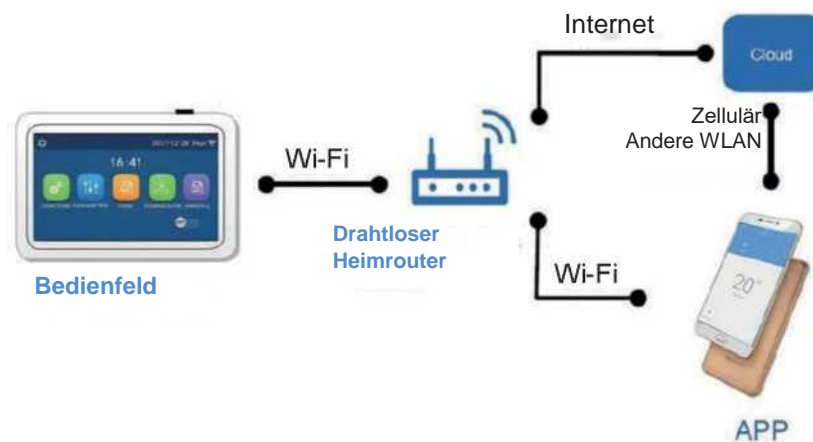 Internet
Cloud
Zellulär
Andere WLAN
16:41
Wi-Fi
Drahtloser
Heimrouter
Bedienfeld
Wi-Fi
20°
APP